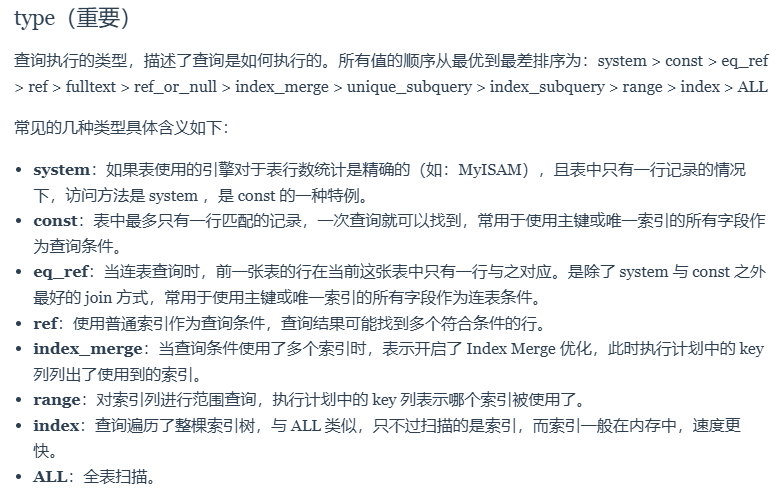 type（重要）
查询执行的类型，描述了查询是如何执行的。所有值的顺序从最优到最差排序为：system > const > eq_ref
> ref > fulltext > ref_or_null > index_merge > unique_subquery > index_subquery > range > index > ALL
常见的几种类型具体含义如下：
• system：如果表使用的引擎对于表行数统计是精确的（如：MyISAM），且表中只有一行记录的情况
下，访问方法是 system ，是 const 的一种特例。
• const：表中最多只有一行匹配的记录，一次查询就可以找到，常用于使用主键或唯一索引的所有字段作
为查询条件。
• eq_ref：当连表查询时，前一张表的行在当前这张表中只有一行与之对应。是除了 system 与 const 之外
最好的 join 方式，常用于使用主键或唯一索引的所有字段作为连表条件。
• ref：使用普通索引作为查询条件，查询结果可能找到多个符合条件的行。
• index_merge：当查询条件使用了多个索引时，表示开启了 Index Merge 优化，此时执行计划中的 key
列列出了使用到的索引。
• range：对索引列进行范围查询，执行计划中的 key 列表示哪个索引被使用了。
• index：查询遍历了整棵索引树，与 ALL 类似，只不过扫描的是索引，而索引一般在内存中，速度更
快。
• ALL：全表扫描。